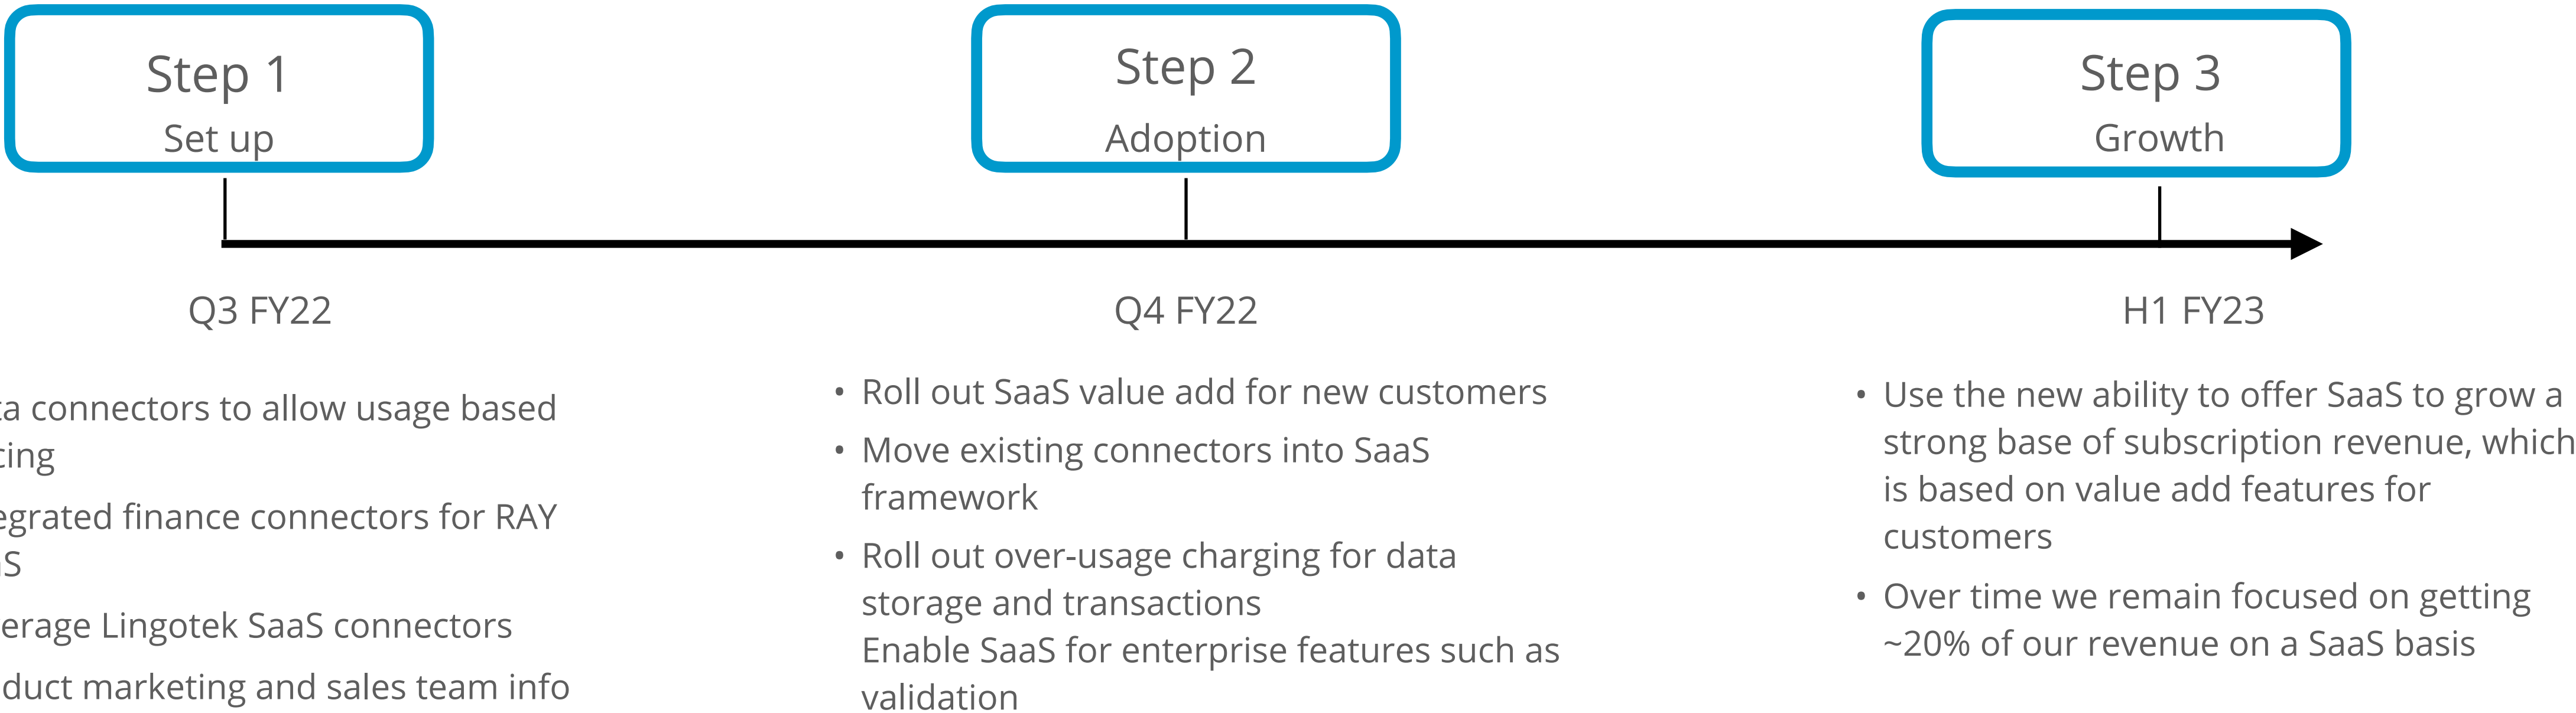 Step 1
Set up
Step 2
Adoption
Step 3
Growth
Q3 FY22
Q4 FY22
H1 FY23
connectors to allow usage based
finance connectors for RAY
Lingotek SaaS connectors
marketing and sales team info
• Roll out SaaS value add for new customers
• Move existing connectors into SaaS
framework
• Roll out over-usage charging for data
storage and transactions
Enable SaaS for enterprise features such as
validation
• Use the new ability to offer SaaS to grow a
strong base of subscription revenue, which
is based on value add features for
customers
• Over time we remain focused on getting
~20% of our revenue on a SaaS basis